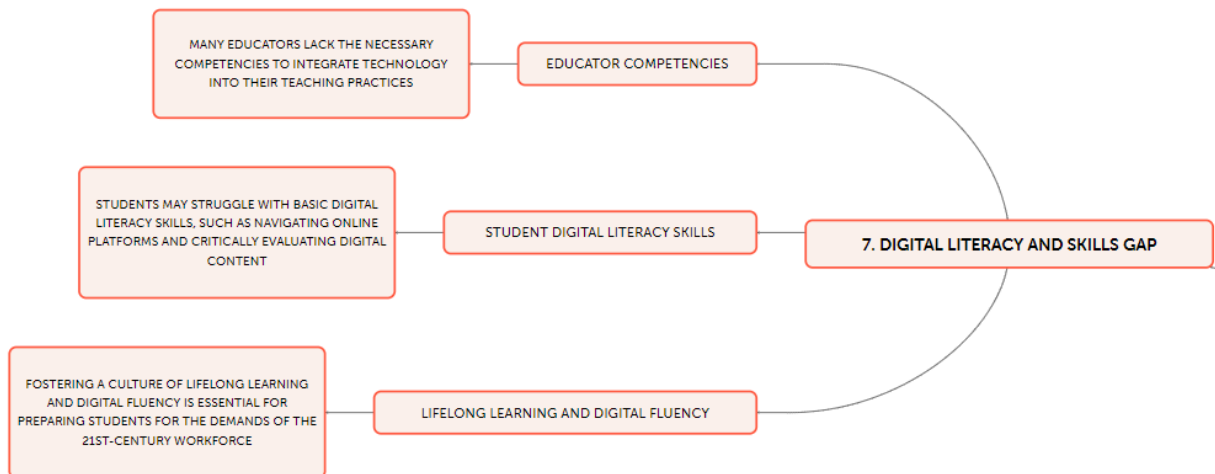 7. DIGITAL LITERACY AND SKILLS GAP
EDUCATOR COMPETENCIES
MANY EDUCATORS LACK THE NECESSARY
COMPETENCIES TO INTEGRATE TECHNOLOGY
INTO THEIR TEACHING PRACTICES
STUDENT DIGITAL LITERACY SKILLS
STUDENTS MAY STRUGGLE WITH BASIC DIGITAL
LITERACY SKILLS, SUCH AS NAVIGATING ONLINE
PLATFORMS AND CRITICALLY EVALUATING DIGITAL
CONTENT
LIFELONG LEARNING AND DIGITAL FLUENCY
FOSTERING A CULTURE OF LIFELONG LEARNING
AND DIGITAL FLUENCY IS ESSENTIAL FOR
PREPARING STUDENTS FOR THE DEMANDS OF THE
21ST-CENTURY WORKFORCE